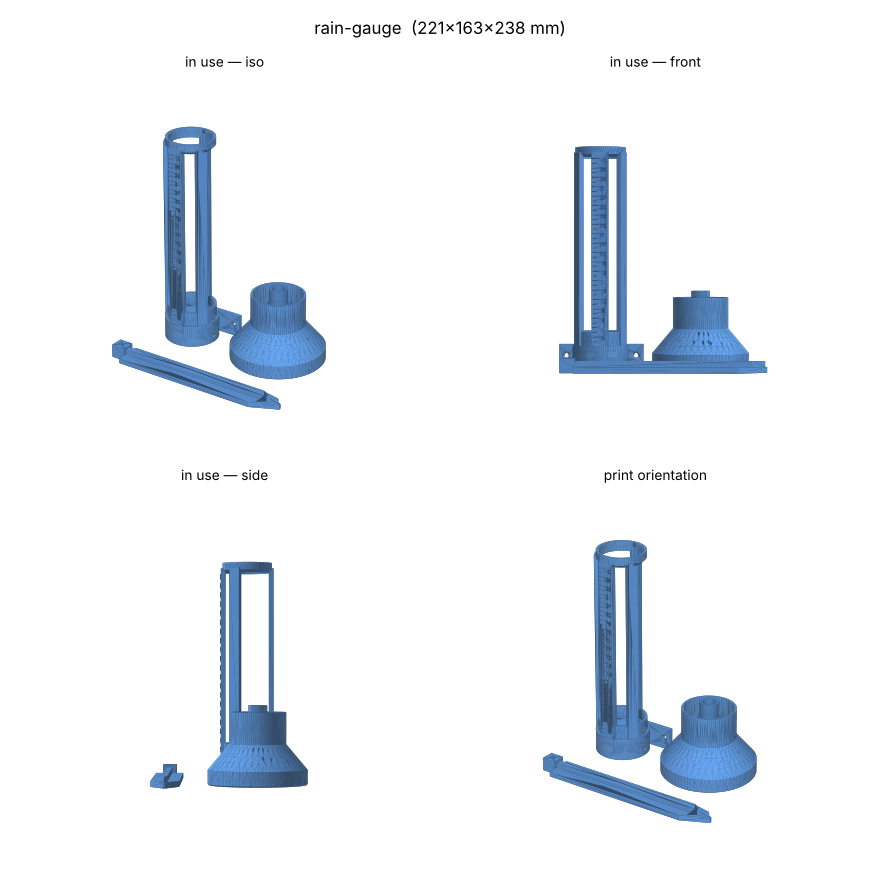 rain-gauge  (221×163×238 mm)
in use — iso
in use — front
in use — side
print orientation